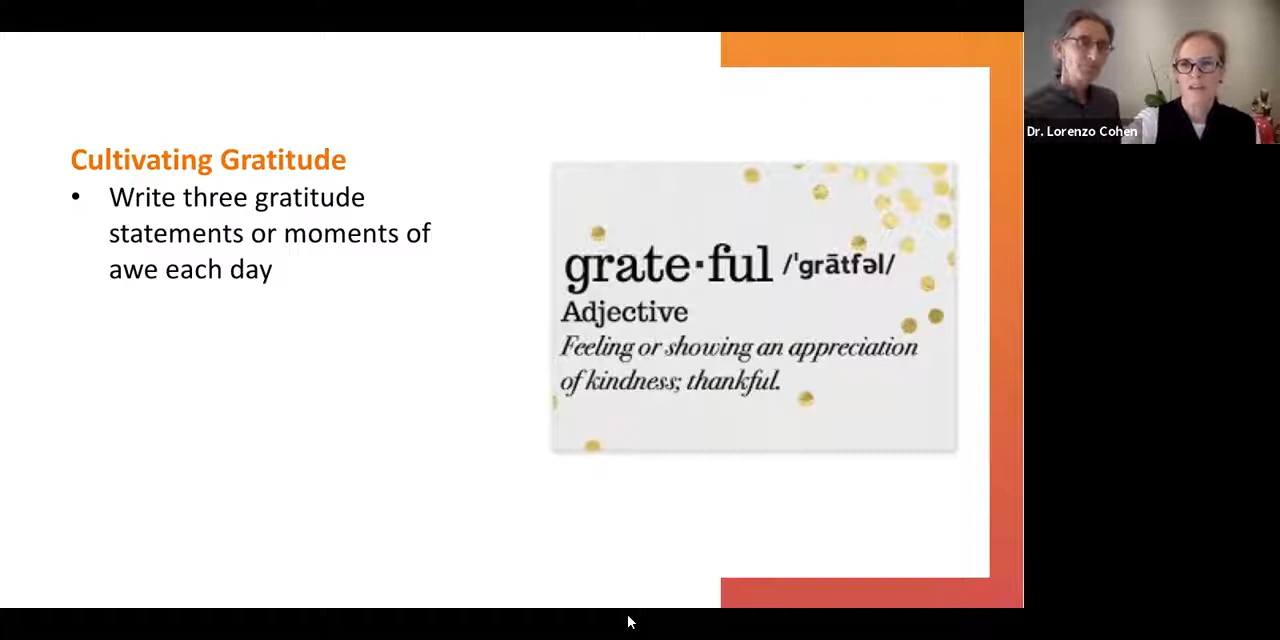 Cultivating Gratitude
• Write three gratitude
statements or moments of
awe each day
grate·ful /ˈgrātfəl/
Adjective
Feeling or showing an appreciation
of kindness; thankful.
Dr. Lorenzo Cohen